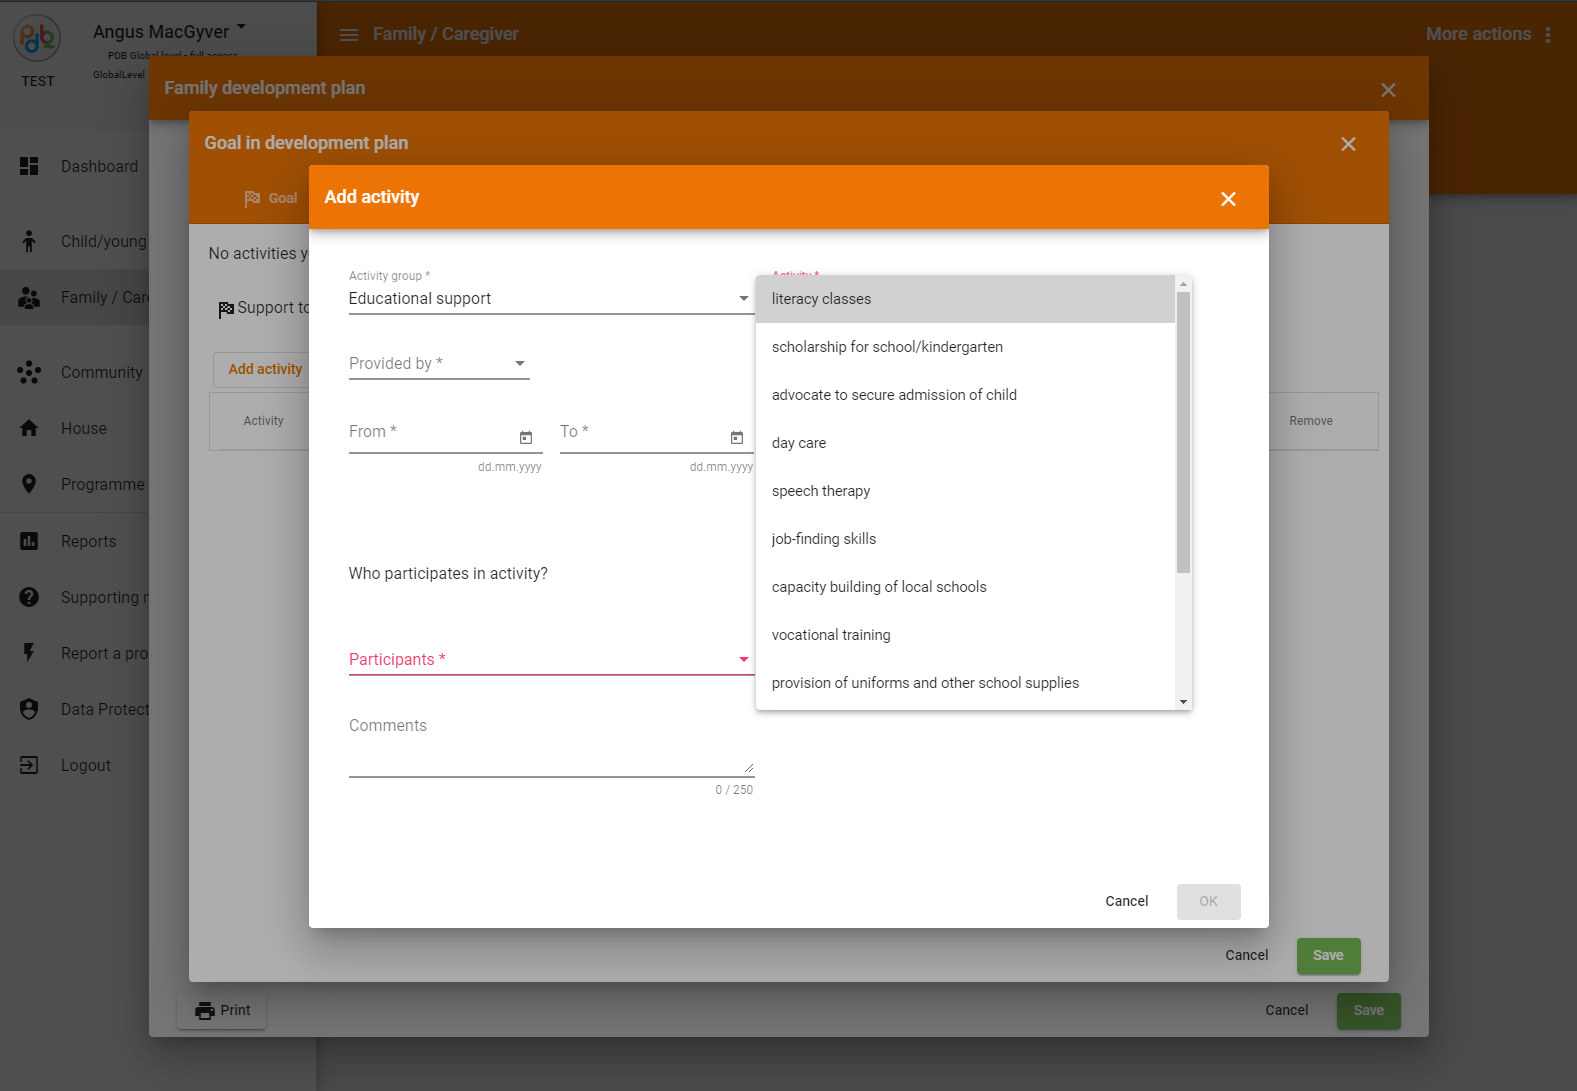 Angus MacGyver
PDB Global level - full access
GlobalLevel
TEST
Family / Caregiver
More actions
Dashboard
Child/young
Family / Care
Community
House
Programme
Reports
Supporting
Report a pro
Data Protect
Logout
Family development plan
Goal in development plan
Goal
No activities y
Support to
Add activity
Activity
Remove
Add activity
Activity group *
Educational support
Activity *
Provided by *
From *
dd.mm.yyyy
To *
dd.mm.yyyy
Who participates in activity?
Participants *
Comments
0 / 250
literacy classes
scholarship for school/kindergarten
advocate to secure admission of child
day care
speech therapy
job-finding skills
capacity building of local schools
vocational training
provision of uniforms and other school supplies
Cancel
OK
Cancel
Save
Print
Cancel
Save